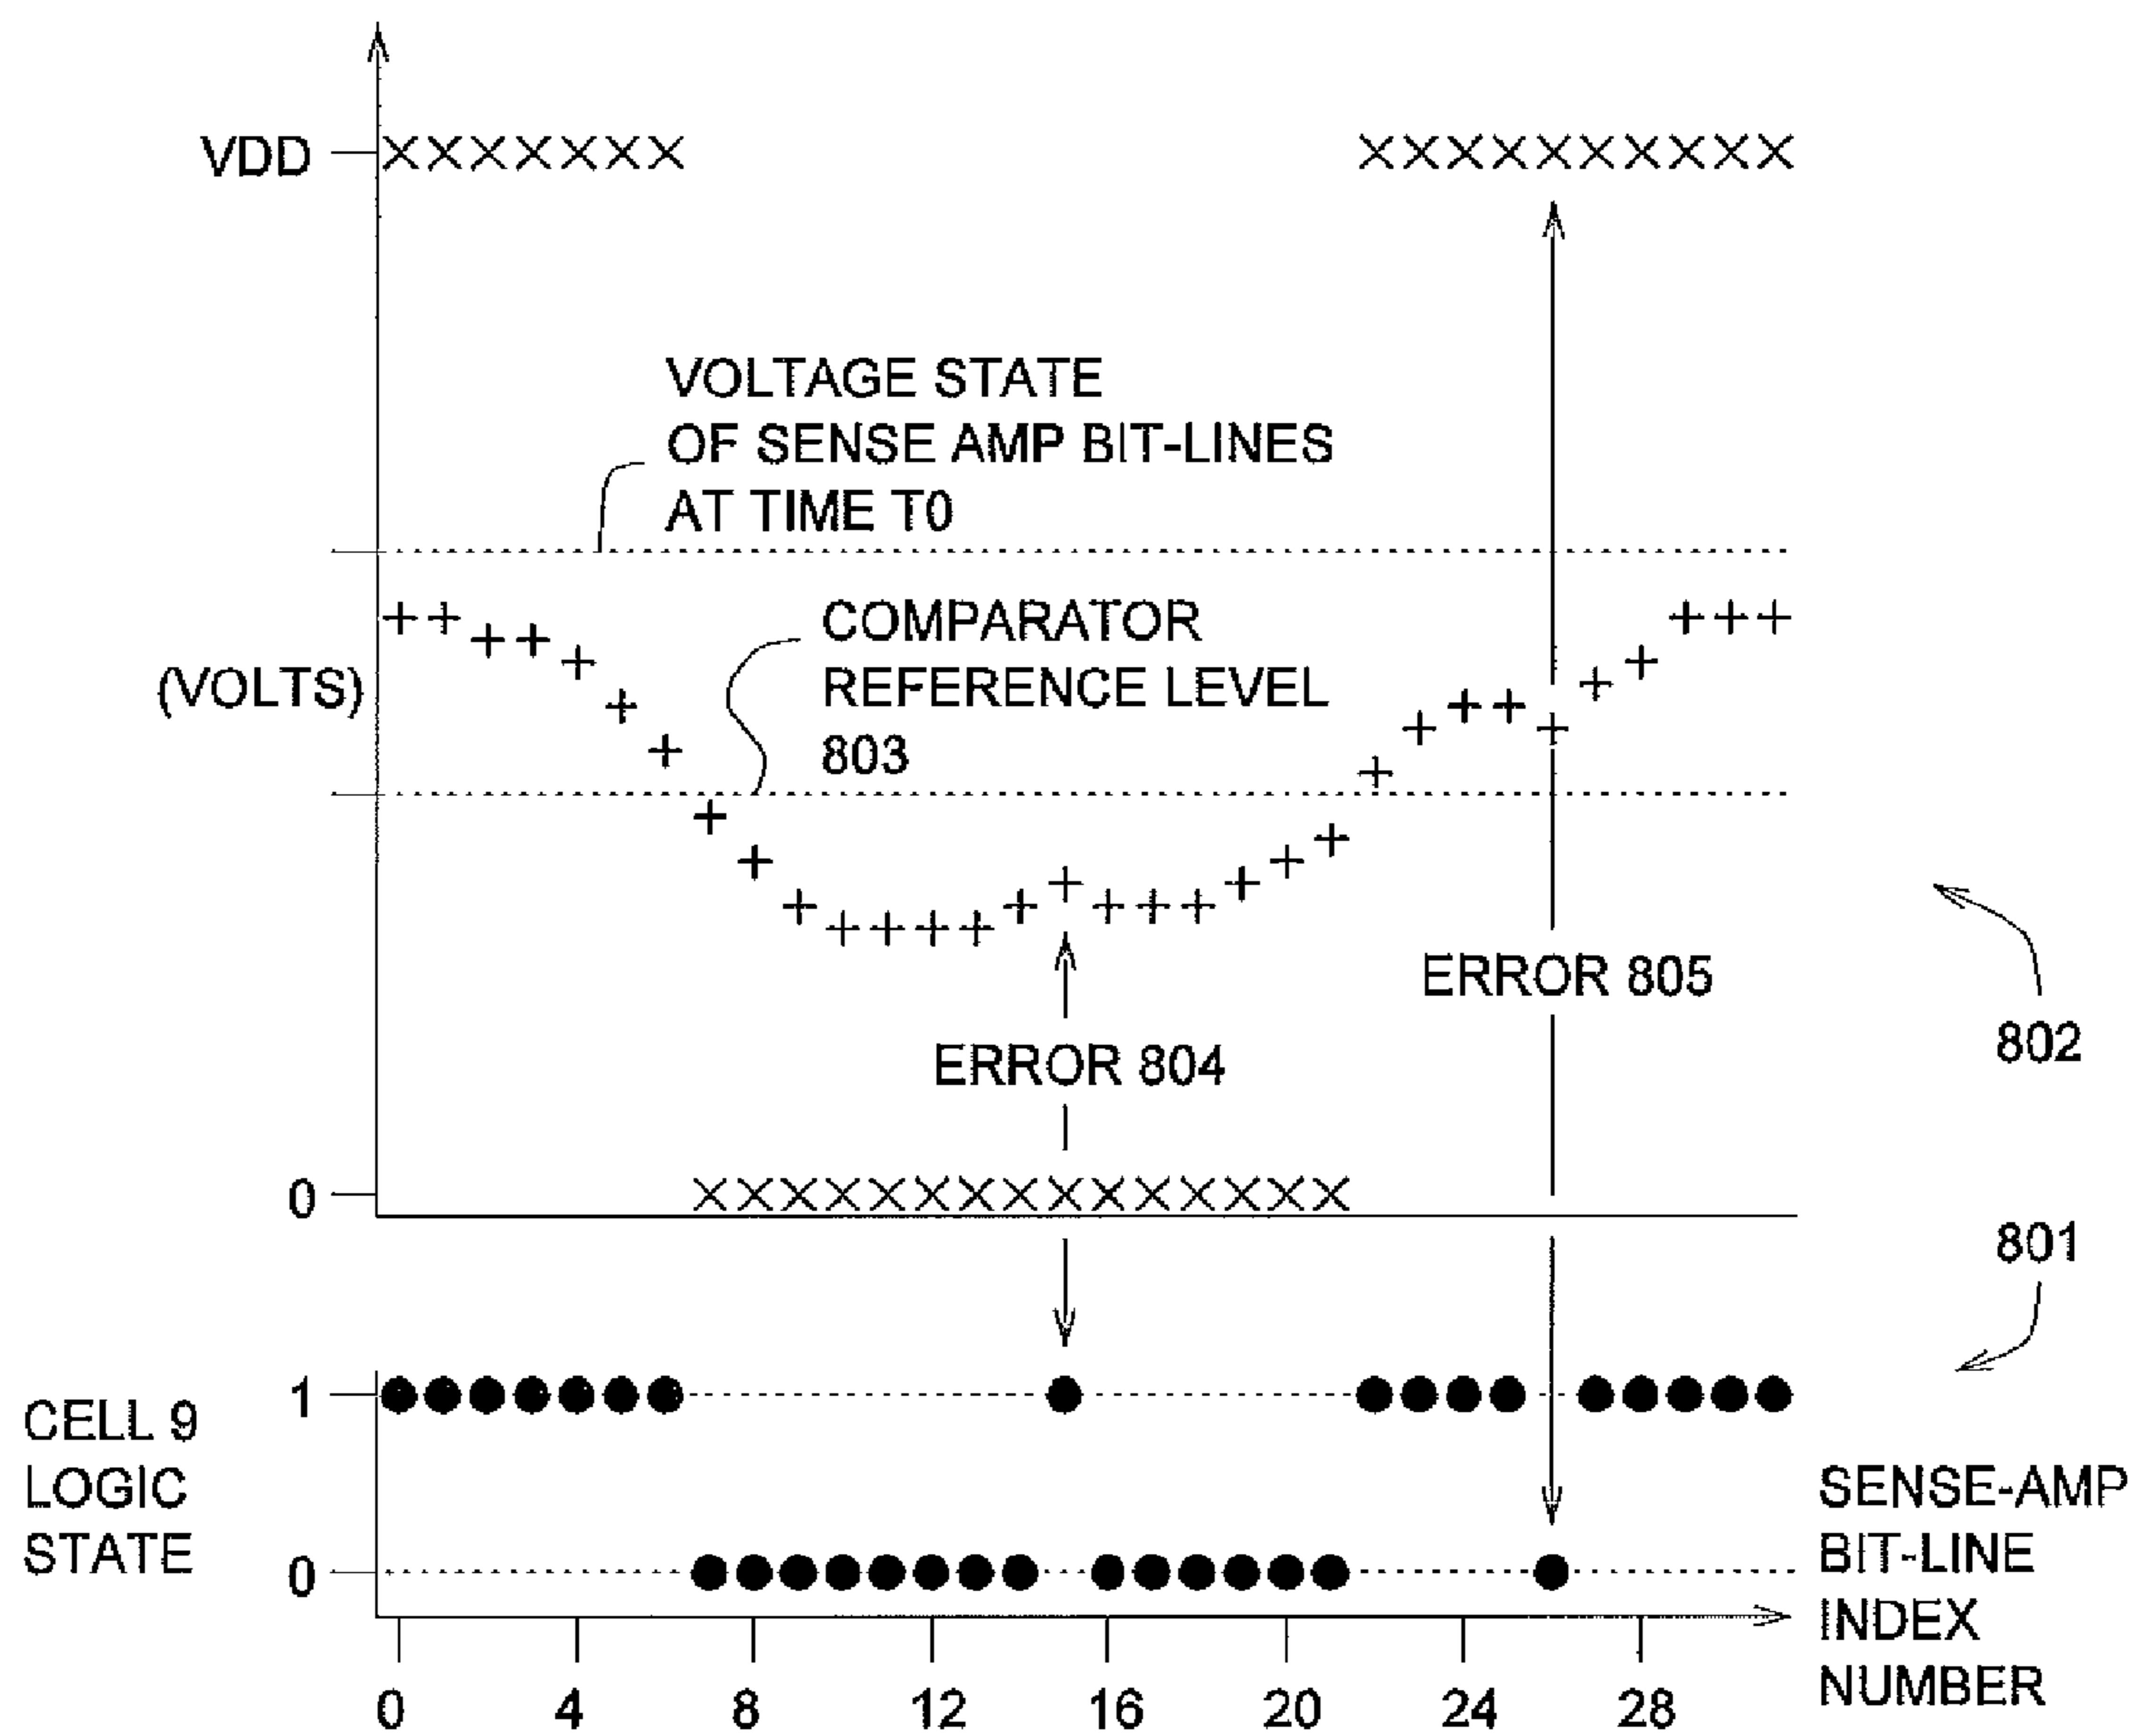 VDD
VOLTAGE STATE
OF SENSE AMP BIT-LINES
AT TIME T0
COMPARATOR
REFERENCE LEVEL
803
(VOLTS)
ERROR 805
802
ERROR 804
0
801
1
CELL 9
LOGIC
STATE
0
SENSE-AMP
BIT-LINE
INDEX
NUMBER
0 4 8 12 16 20 24 28